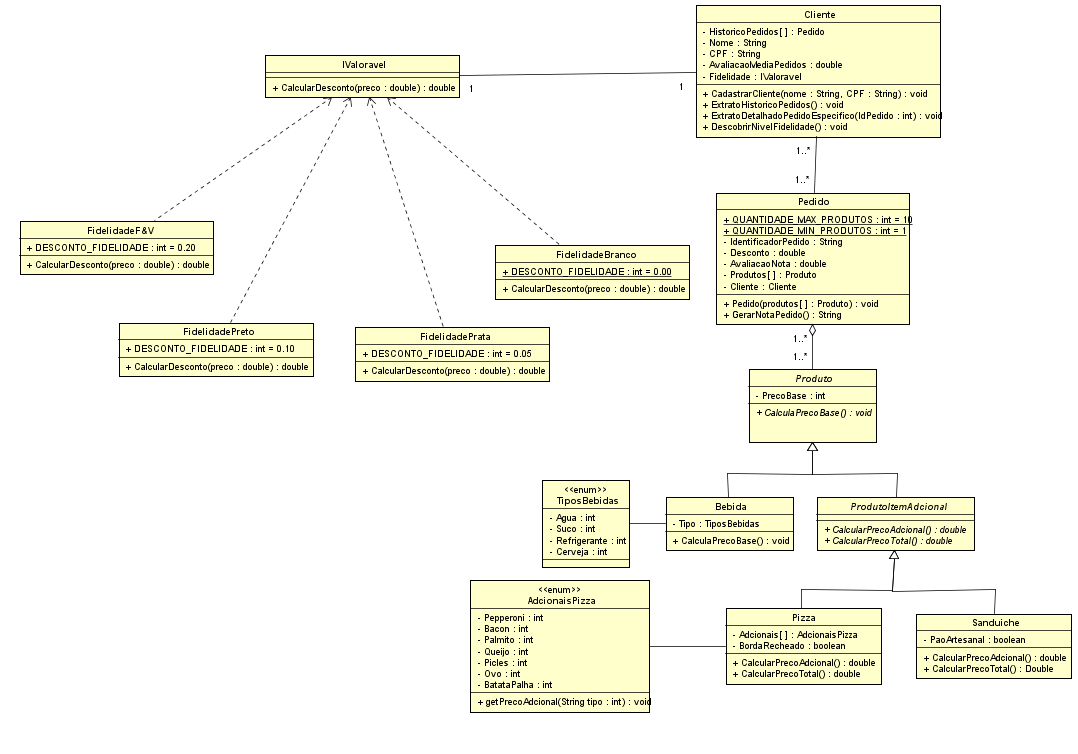 Cliente
- HistoricoPedidos[ ] : Pedido
- Nome : String
- CPF : String
- AvaliacaoMediaPedidos : double
- Fidelidade : IValoravel
+ CadastrarCliente(nome : String, CPF : String) : void
+ ExtratoHistoricoPedidos() : void
+ ExtratoDetalhadoPedidoEspecifico(IdPedido : int) : void
+ DescobrirNivelFidelidade() : void
IValoravel
+ CalcularDesconto(preco : double) : double
1
1
1..*
1..*
Pedido
+ QUANTIDADE_MAX_PRODUTOS : int = 10
+ QUANTIDADE_MIN_PRODUTOS : int = 1
- IdentificadorPedido : String
- Desconto : double
- AvaliacaoNota : double
- Produtos[ ] : Produto
- Cliente : Cliente
+ Pedido(produtos[ ] : Produto) : void
+ GerarNotaPedido() : String
FidelidadeF&V
+ DESCONTO_FIDELIDADE : int = 0.20
+ CalcularDesconto(preco : double) : double
FidelidadeBranco
+ DESCONTO_FIDELIDADE : int = 0.00
+ CalcularDesconto(preco : double) : double
FidelidadePreto
+ DESCONTO_FIDELIDADE : int = 0.10
+ CalcularDesconto(preco : double) : double
FidelidadePrata
+ DESCONTO_FIDELIDADE : int = 0.05
+ CalcularDesconto(preco : double) : double
1..*
1..*
Produto
- PrecoBase : int
+ CalculaPrecoBase() : void
<<enum>>
TiposBebidas
- Agua : int
- Suco : int
- Refrigerante : int
- Cerveja : int
Bebida
- Tipo : TiposBebidas
+ CalculaPrecoBase() : void
ProdutoItemAdcional
+ CalcularPrecoAdcional() : double
+ CalcularPrecoTotal() : double
<<enum>>
AdcionaisPizza
- Pepperoni : int
- Bacon : int
- Palmito : int
- Queijo : int
- Picles : int
- Ovo : int
- BatataPalha : int
+ getPrecoAdcional(String tipo : int) : void
Pizza
- Adcionais[ ] : AdcionaisPizza
- BordaRecheado : boolean
+ CalcularPrecoAdcional() : double
+ CalcularPrecoTotal() : double
Sanduiche
- PaoArtesanal : boolean
+ CalcularPrecoAdcional() : double
+ CalcularPrecoTotal() : Double